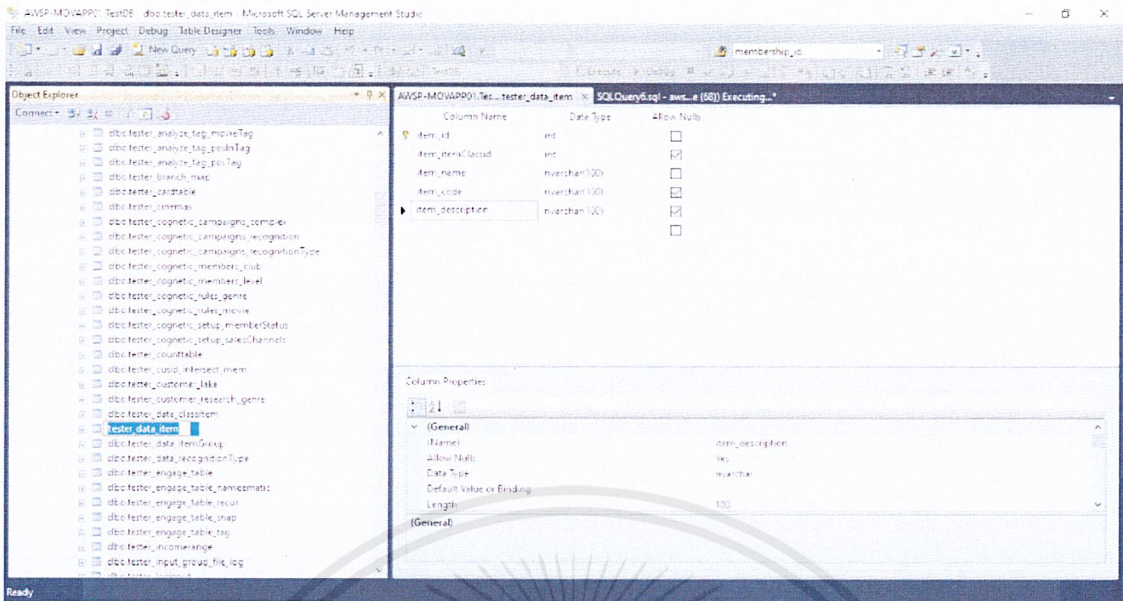 AWSP-MOVAPP01.TestDB - dbo.tester_data_item - Microsoft SQL Server Management Studio
File Edit View Project Debug Table Designer Tools Window Help
New Query
membership_id
Execute Debug
Object Explorer
Connect
dbo.tester_analyze_tag_movieTag
dbo.tester_analyze_tag_posInTag
dbo.tester_analyze_tag_posTag
dbo.tester_branch_map
dbo.tester_cardtable
dbo.tester_cinemas
dbo.tester_cognetic_campaigns_complex
dbo.tester_cognetic_campaigns_recognition
dbo.tester_cognetic_campaigns_recognitionType
dbo.tester_cognetic_members_club
dbo.tester_cognetic_members_level
dbo.tester_cognetic_rules_genre
dbo.tester_cognetic_rules_movie
dbo.tester_cognetic_setup_memberStatus
dbo.tester_cognetic_setup_salesChannels
dbo.tester_counttable
dbo.tester_cusid_intersect_mem
dbo.tester_customer_lake
dbo.tester_customer_research_genre
dbo.tester_data_classItem
tester_data_item
dbo.tester_data_itemGroup
dbo.tester_data_recognitionType
dbo.tester_engage_table
dbo.tester_engage_table_nameematic
dbo.tester_engage_table_recur
dbo.tester_engage_table_snap
dbo.tester_engage_table_tag
dbo.tester_incomerange
dbo.tester_input_group_file_log
AWSP-MOVAPP01.Tes...tester_data_item SQLQuery6.sql - aws...e (68)) Executing...*
Column Name Data Type Allow Nulls
item_id int
item_itemClassId int
item_name nvarchar(100)
item_code nvarchar(100)
item_description nvarchar(100)
Column Properties
(General)
(Name) item_description
Allow Nulls Yes
Data Type nvarchar
Default Value or Binding
Length 100
(General)
Ready